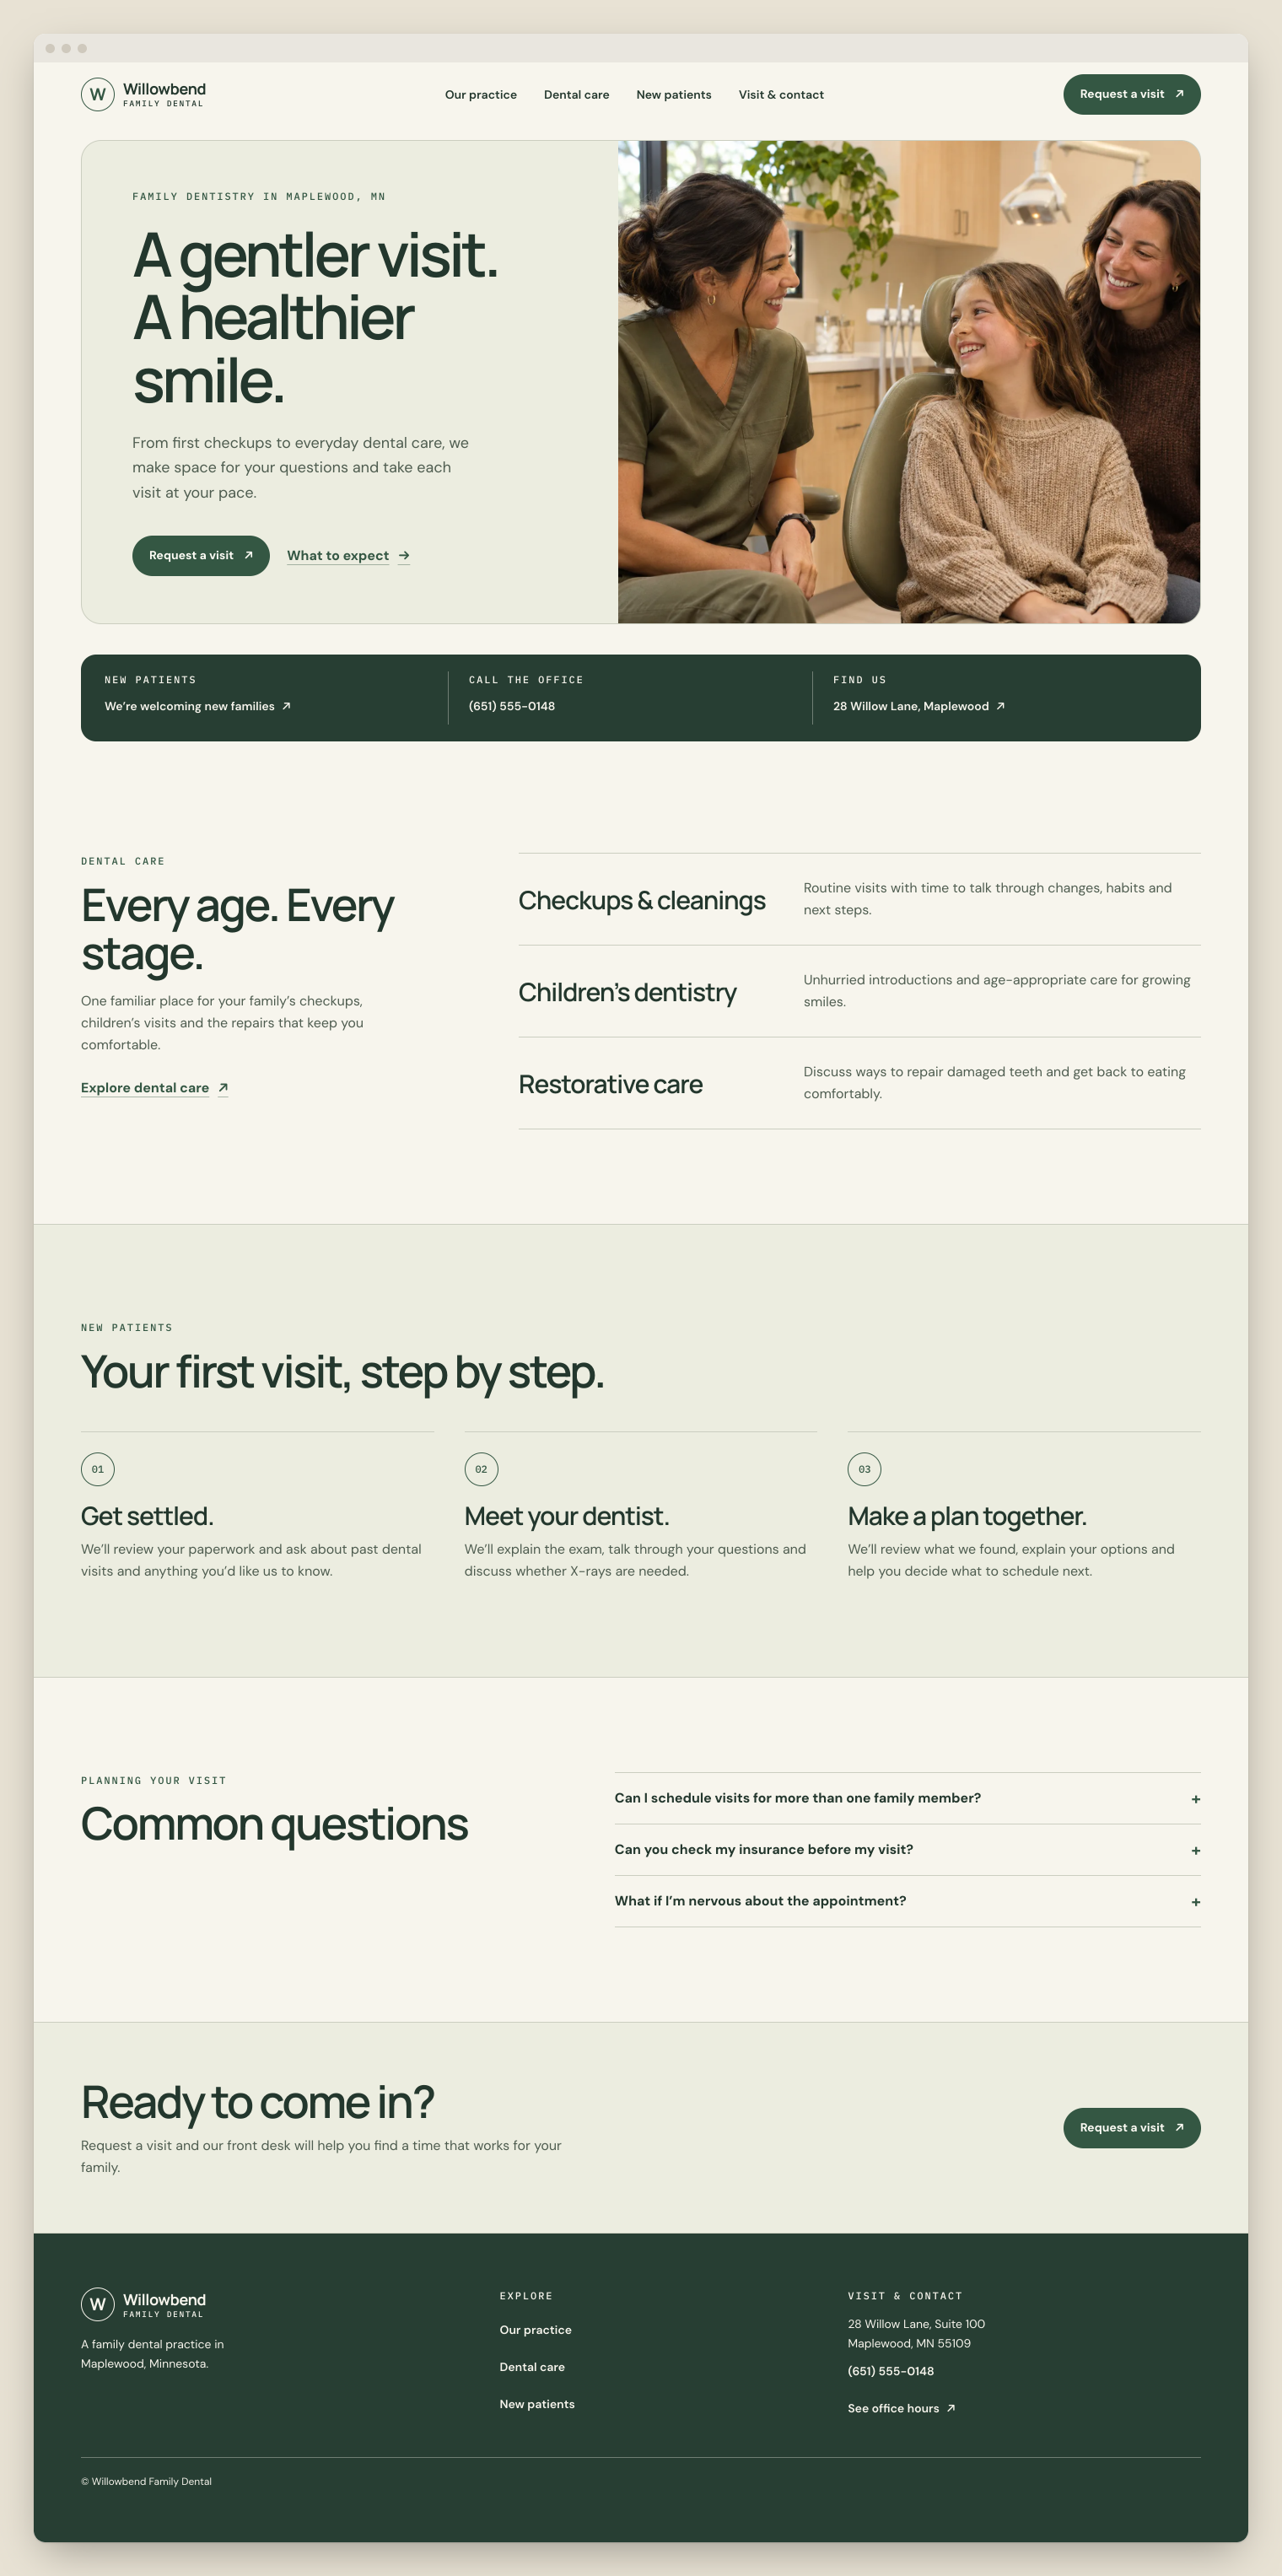 W
Willowbend
FAMILY DENTAL
Our practice
Dental care
New patients
Visit & contact
Request a visit ↗
FAMILY DENTISTRY IN MAPLEWOOD, MN
A gentler visit.
A healthier
smile.
From first checkups to everyday dental care, we
make space for your questions and take each
visit at your pace.
Request a visit ↗
What to expect →
NEW PATIENTS
We’re welcoming new families ↗
CALL THE OFFICE
(651) 555-0148
FIND US
28 Willow Lane, Maplewood ↗
DENTAL CARE
Every age. Every
stage.
One familiar place for your family’s checkups,
children’s visits and the repairs that keep you
comfortable.
Explore dental care ↗
Checkups & cleanings
Routine visits with time to talk through changes, habits and
next steps.
Children’s dentistry
Unhurried introductions and age-appropriate care for growing
smiles.
Restorative care
Discuss ways to repair damaged teeth and get back to eating
comfortably.
NEW PATIENTS
Your first visit, step by step.
01
Get settled.
We’ll review your paperwork and ask about past dental
visits and anything you’d like us to know.
02
Meet your dentist.
We’ll explain the exam, talk through your questions and
discuss whether X-rays are needed.
03
Make a plan together.
We’ll review what we found, explain your options and
help you decide what to schedule next.
PLANNING YOUR VISIT
Common questions
Can I schedule visits for more than one family member? +
Can you check my insurance before my visit? +
What if I’m nervous about the appointment? +
Ready to come in?
Request a visit and our front desk will help you find a time that works for your
family.
Request a visit ↗
W
Willowbend
FAMILY DENTAL
A family dental practice in
Maplewood, Minnesota.
EXPLORE
Our practice
Dental care
New patients
VISIT & CONTACT
28 Willow Lane, Suite 100
Maplewood, MN 55109
(651) 555-0148
See office hours ↗
© Willowbend Family Dental